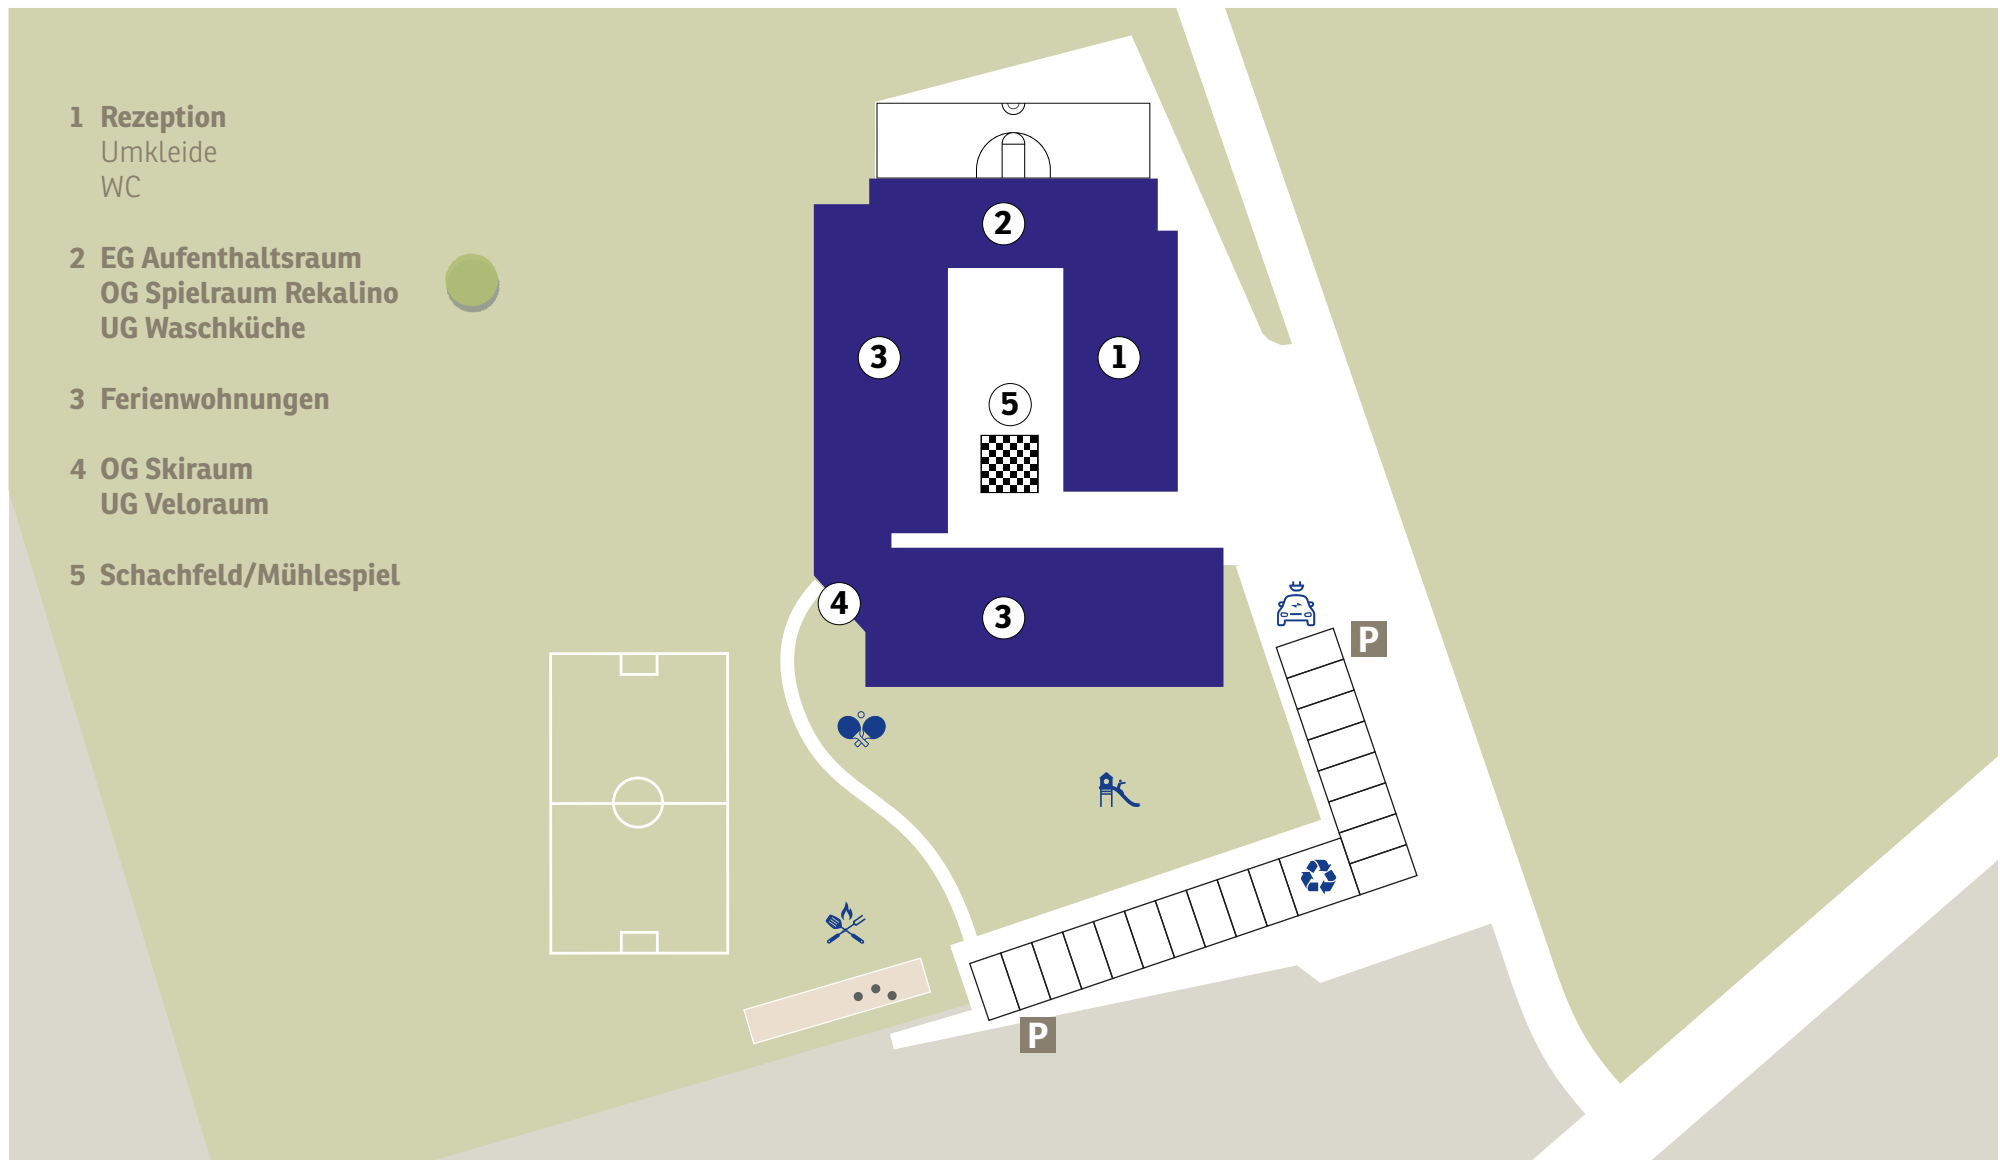 1 Rezeption
Umkleide
WC
2 EG Aufenthaltsraum
OG Spielraum Rekalino
UG Waschküche
3 Ferienwohnungen
4 OG Skiraum
UG Veloraum
5 Schachfeld/Mühlespiel
2
3
1
5
4
3
P
P